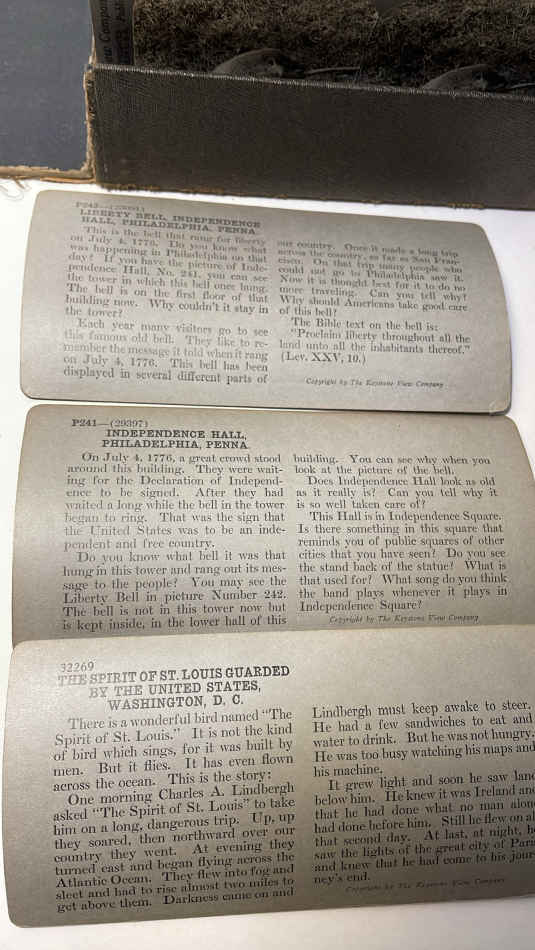 P242—
LIBERTY BELL, INDEPENDENCE
HALL, PHILADELPHIA, PENNA.
This is the bell that rang for liberty
on July 4, 1776. Do you know what
was happening in Philadelphia on that
day? If you have the picture of Inde-
pendence Hall, No. 241, you can see
the tower in which this bell once hung.
The bell is on the first floor of that
building now. Why couldn't it stay in
the tower?
Each year many visitors go to see
this famous old bell. They like to re-
member the message it told when it rang
on July 4, 1776. This bell has been
displayed in several different parts of
our country. Once it made a long trip
across the country, so far as San Fran-
cisco. On that trip many people who
could not go to Philadelphia saw it.
Now it is thought best for it to do no
more traveling. Can you tell why?
Why should Americans take good care
of this bell?
The Bible text on the bell is:
"Proclaim liberty throughout all the
land unto all the inhabitants thereof."
(Lev. XXV, 10.)
Copyright by The Keystone View Company
P241—(29397)
INDEPENDENCE HALL,
PHILADELPHIA, PENNA.
On July 4, 1776, a great crowd stood
around this building. They were wait-
ing for the Declaration of Independ-
ence to be signed. After they had
waited a long while the bell in the tower
began to ring. That was the sign that
the United States was to be an inde-
pendent and free country.
Do you know what bell it was that
hung in this tower and rang out its mes-
sage to the people? You may see the
Liberty Bell in picture Number 242.
The bell is not in this tower now but
is kept inside, in the lower hall of this
building. You can see why when you
look at the picture of the bell.
Does Independence Hall look as old
as it really is? Can you tell why it
is so well taken care of?
This Hall is in Independence Square.
Is there something in this square that
reminds you of public squares of other
cities that you have seen? Do you see
the stand back of the statue? What is
that used for? What song do you think
the band plays whenever it plays in
Independence Square?
Copyright by The Keystone View Company
32269
THE SPIRIT OF ST. LOUIS GUARDED
BY THE UNITED STATES,
WASHINGTON, D. C.
There is a wonderful bird named "The
Spirit of St. Louis." It is not the kind
of bird which sings, for it was built by
men. But it flies. It has even flown
across the ocean. This is the story:
One morning Charles A. Lindbergh
asked "The Spirit of St. Louis" to take
him on a long, dangerous trip. Up, up
they soared, then northward over our
country they went. At evening they
turned east and began flying across the
Atlantic Ocean. They flew into fog and
sleet and had to rise almost two miles to
get above them. Darkness came on and
Lindbergh must keep awake to steer.
He had a few sandwiches to eat and
water to drink. But he was not hungry.
He was too busy watching his maps and
his machine.
It grew light and soon he saw land
below him. He knew it was Ireland and
that he had done what no man alone
had done before him. Still he flew on all
that second day. At last, at night, he
saw the lights of the great city of Paris
and knew that he had come to his jour-
ney's end.
Copyright by The Keystone View Company